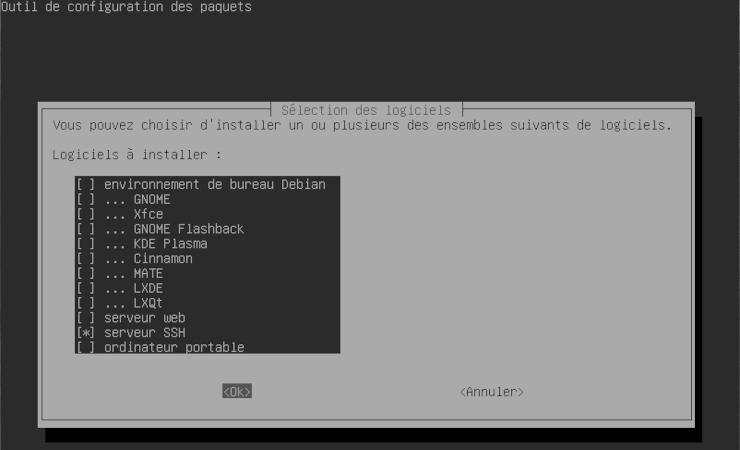 Outil de configuration des paquets
Sélection des logiciels
Vous pouvez choisir d'installer un ou plusieurs des ensembles suivants de logiciels.
Logiciels à installer :
[ ] environnement de bureau Debian
[ ] ... GNOME
[ ] ... Xfce
[ ] ... GNOME Flashback
[ ] ... KDE Plasma
[ ] ... Cinnamon
[ ] ... MATE
[ ] ... LXDE
[ ] ... LXQt
[ ] serveur web
[*] serveur SSH
[ ] ordinateur portable
<Ok> <Annuler>